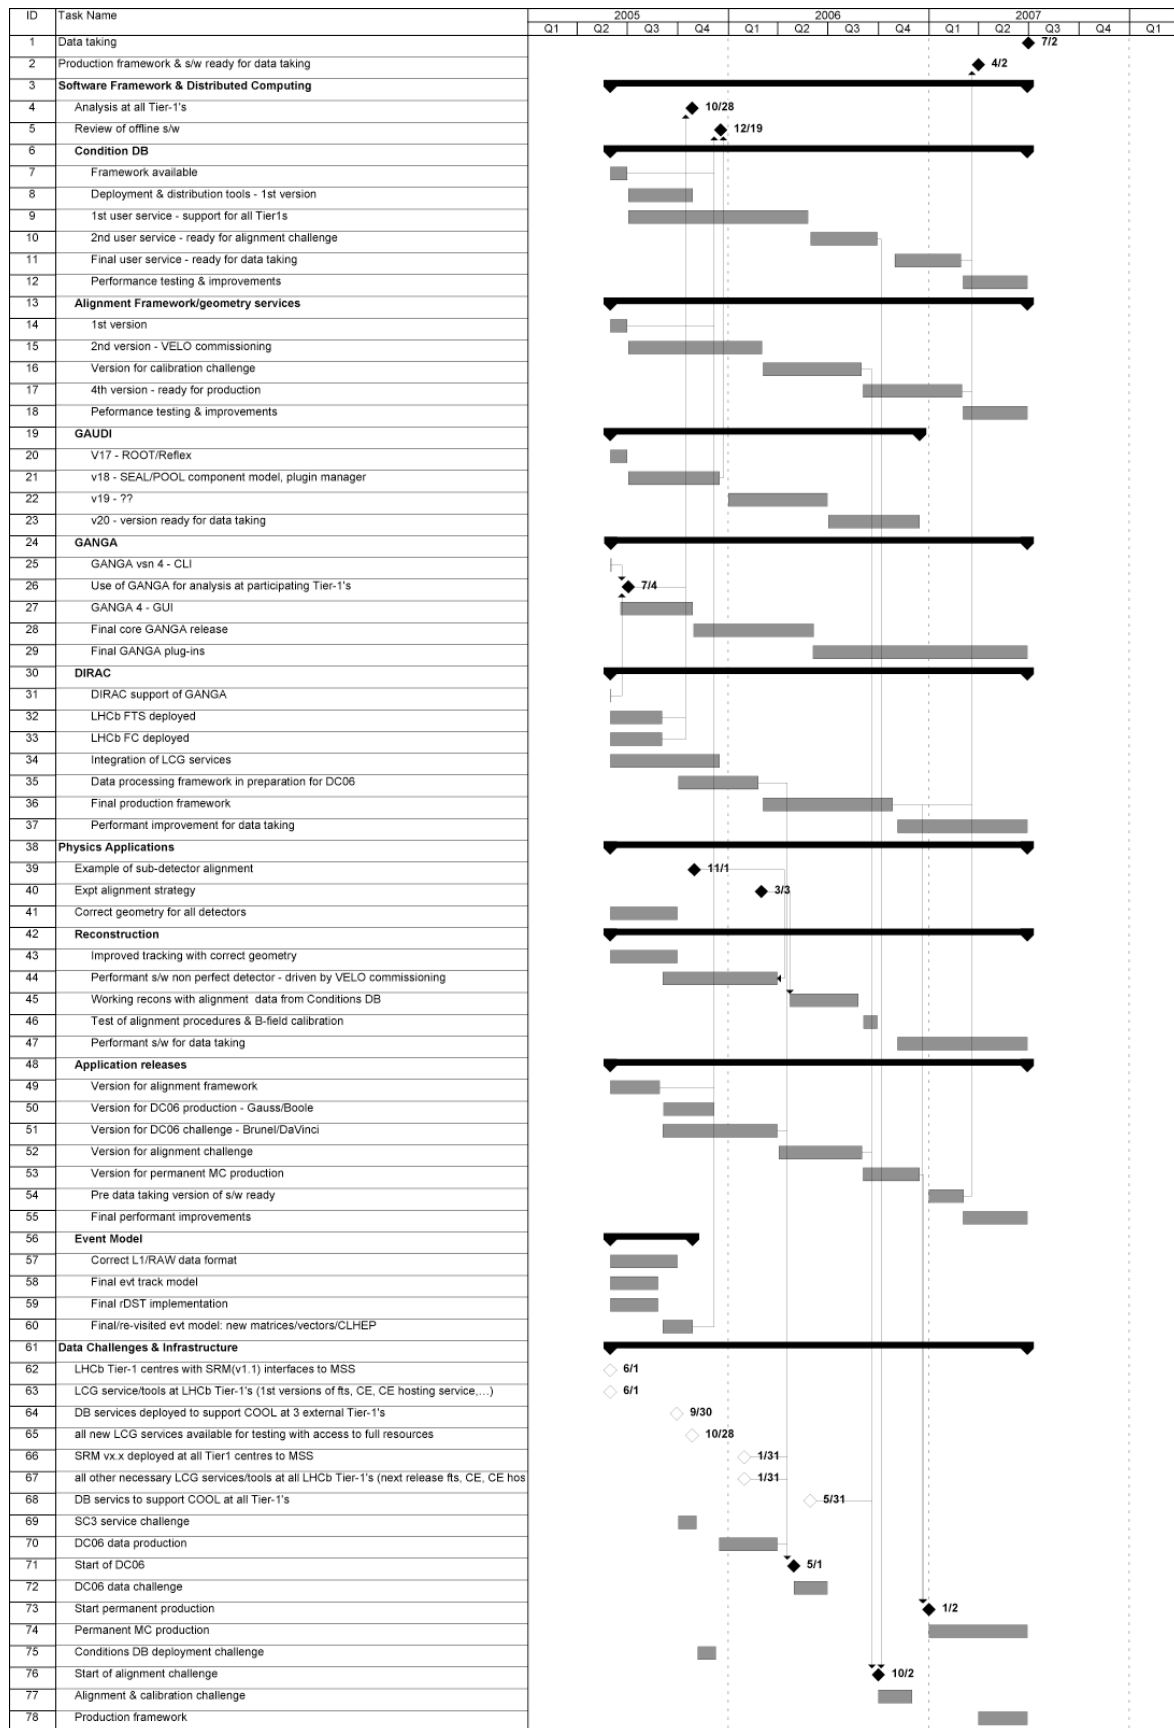 ID Task Name 2005 2006 2007
Q1 Q2 Q3 Q4 Q1 Q2 Q3 Q4 Q1 Q2 Q3 Q4 Q1
1 Data taking 7/2
2 Production framework & s/w ready for data taking 4/2
3 Software Framework & Distributed Computing
4 Analysis at all Tier-1's 10/28
5 Review of offline s/w 12/19
6 Condition DB
7 Framework available
8 Deployment & distribution tools - 1st version
9 1st user service - support for all Tier1s
10 2nd user service - ready for alignment challenge
11 Final user service - ready for data taking
12 Performance testing & improvements
13 Alignment Framework/geometry services
14 1st version
15 2nd version - VELO commissioning
16 Version for calibration challenge
17 4th version - ready for production
18 Peformance testing & improvements
19 GAUDI
20 V17 - ROOT/Reflex
21 v18 - SEAL/POOL component model, plugin manager
22 v19 - ??
23 v20 - version ready for data taking
24 GANGA
25 GANGA vsn 4 - CLI
26 Use of GANGA for analysis at participating Tier-1's 7/4
27 GANGA 4 - GUI
28 Final core GANGA release
29 Final GANGA plug-ins
30 DIRAC
31 DIRAC support of GANGA
32 LHCb FTS deployed
33 LHCb FC deployed
34 Integration of LCG services
35 Data processing framework in preparation for DC06
36 Final production framework
37 Performant improvement for data taking
38 Physics Applications
39 Example of sub-detector alignment 11/1
40 Expt alignment strategy 3/3
41 Correct geometry for all detectors
42 Reconstruction
43 Improved tracking with correct geometry
44 Performant s/w non perfect detector - driven by VELO commissioning
45 Working recons with alignment data from Conditions DB
46 Test of alignment procedures & B-field calibration
47 Performant s/w for data taking
48 Application releases
49 Version for alignment framework
50 Version for DC06 production - Gauss/Boole
51 Version for DC06 challenge - Brunel/DaVinci
52 Version for alignment challenge
53 Version for permanent MC production
54 Pre data taking version of s/w ready
55 Final performant improvements
56 Event Model
57 Correct L1/RAW data format
58 Final evt track model
59 Final rDST implementation
60 Final/re-visited evt model: new matrices/vectors/CLHEP
61 Data Challenges & Infrastructure
62 LHCb Tier-1 centres with SRM(v1.1) interfaces to MSS 6/1
63 LCG service/tools at LHCb Tier-1's (1st versions of fts, CE, CE hosting service,...) 6/1
64 DB services deployed to support COOL at 3 external Tier-1's 9/30
65 all new LCG services available for testing with access to full resources 10/28
66 SRM vx.x deployed at all Tier1 centres to MSS 1/31
67 all other necessary LCG services/tools at all LHCb Tier-1's (next release fts, CE, CE hos 1/31
68 DB servics to support COOL at all Tier-1's 5/31
69 SC3 service challenge
70 DC06 data production
71 Start of DC06 5/1
72 DC06 data challenge
73 Start permanent production 1/2
74 Permanent MC production
75 Conditions DB deployment challenge
76 Start of alignment challenge 10/2
77 Alignment & calibration challenge
78 Production framework